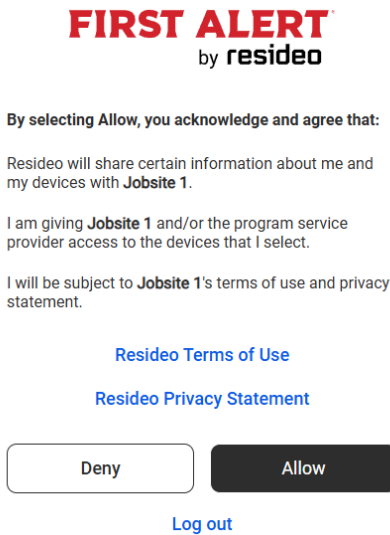 FIRST ALERT
by resideo
By selecting Allow, you acknowledge and agree that:
Resideo will share certain information about me and
my devices with Jobsite 1.
I am giving Jobsite 1 and/or the program service
provider access to the devices that I select.
I will be subject to Jobsite 1's terms of use and privacy
statement.
Resideo Terms of Use
Resideo Privacy Statement
Deny
Allow
Log out